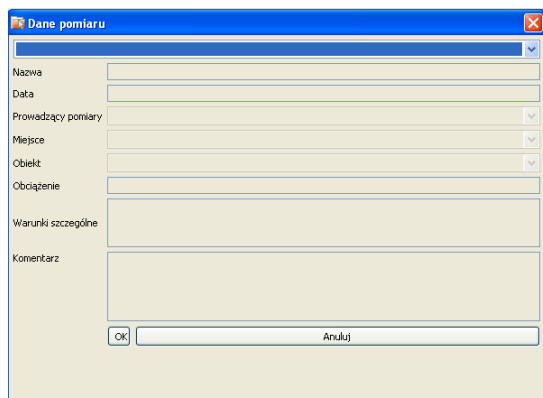 Dane pomiaru
Nazwa
Data
Prowadzący pomiary
Miejsce
Obiekt
Obciążenie
Warunki szczególne
Komentarz
OK Anuluj